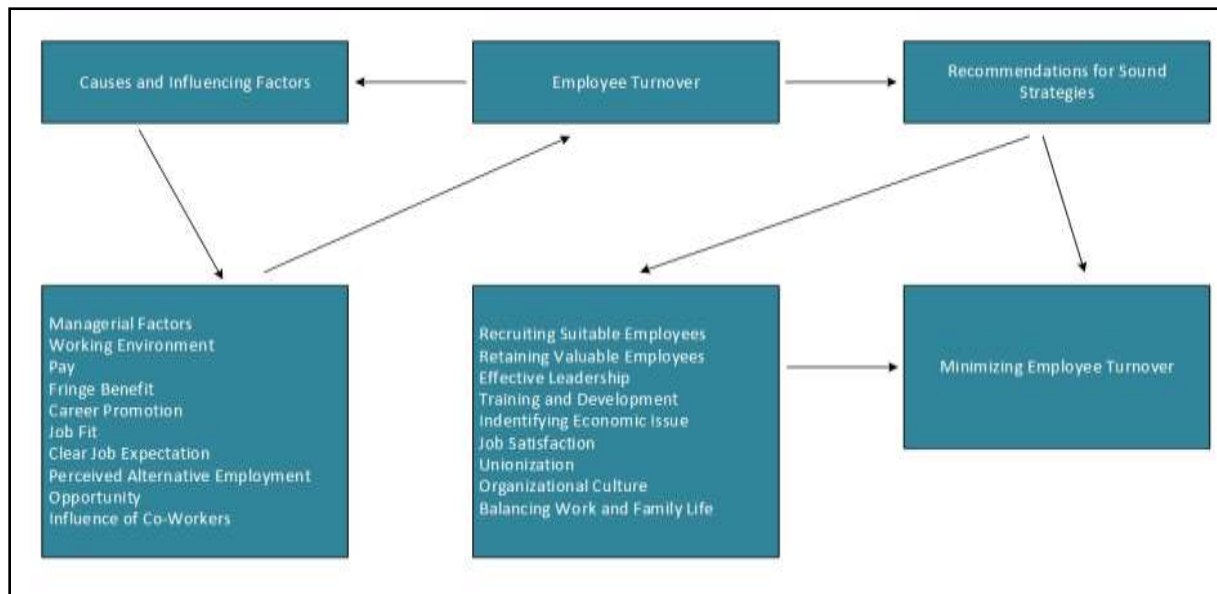 Causes and Influencing Factors
Employee Turnover
Recommendations for Sound
Strategies
Managerial Factors
Working Environment
Pay
Fringe Benefit
Career Promotion
Job Fit
Clear Job Expectation
Perceived Alternative Employment
Opportunity
Influence of Co-Workers
Recruiting Suitable Employees
Retaining Valuable Employees
Effective Leadership
Training and Development
Indentifying Economic Issue
Job Satisfaction
Unionization
Organizational Culture
Balancing Work and Family Life
Minimizing Employee Turnover